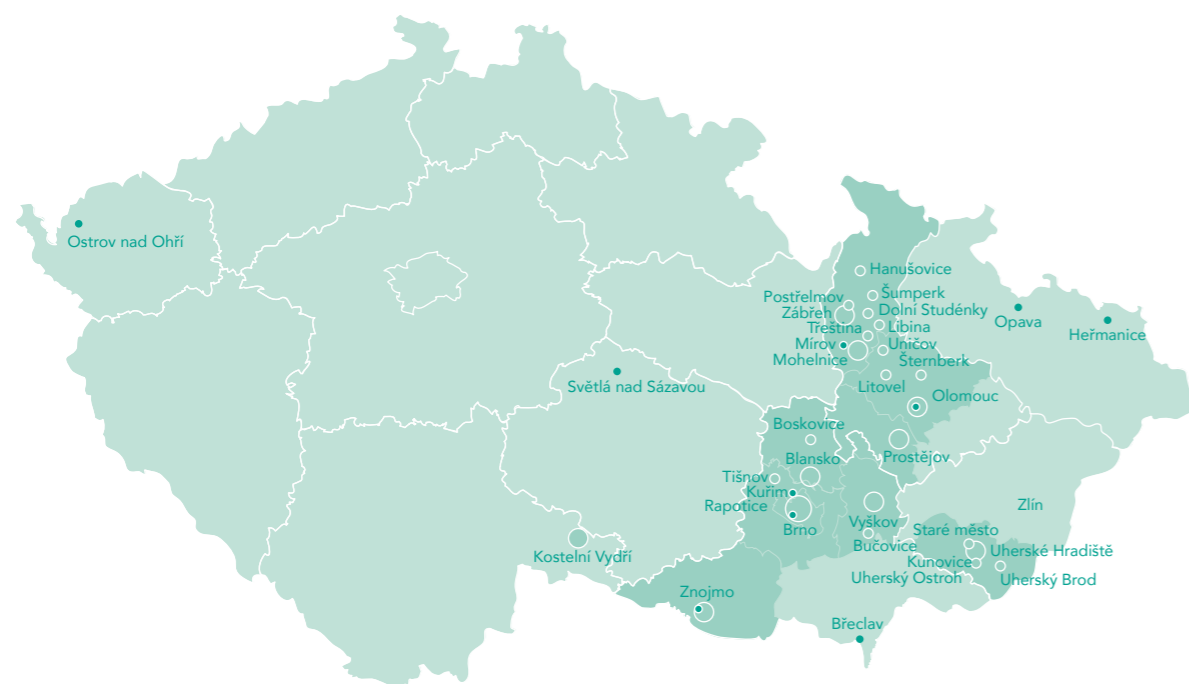 Ostrov nad Ohří
Hanušovice
Postřelmov
Šumperk
Zábřeh
Dolní Studénky
Třeština
Libina
Mírov
Uničov
Mohelnice
Šternberk
Opava
Heřmanice
Světlá nad Sázavou
Litovel
Olomouc
Boskovice
Blansko
Prostějov
Tišnov
Kuřim
Rapotice
Brno
Vyškov
Bučovice
Zlín
Staré město
Uherské Hradiště
Kunovice
Uherský Ostroh
Uherský Brod
Kostelní Vydří
Znojmo
Břeclav